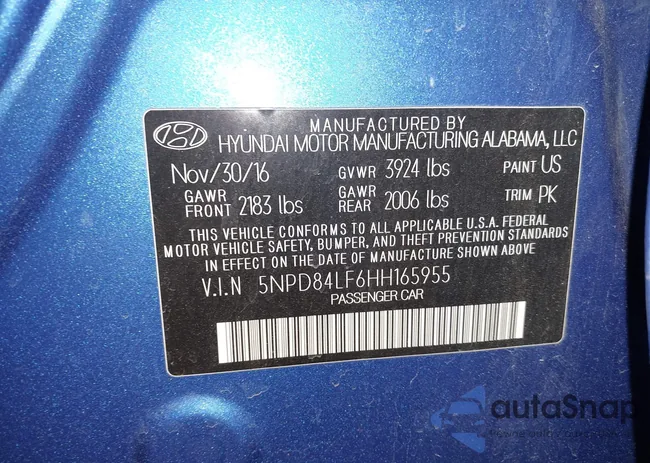 MANUFACTURED BY
HYUNDAI MOTOR MANUFACTURING ALABAMA, LLC
Nov/30/16 GVWR 3924 lbs PAINT US
GAWR FRONT 2183 lbs GAWR REAR 2006 lbs TRIM PK
THIS VEHICLE CONFORMS TO ALL APPLICABLE U.S.A. FEDERAL
MOTOR VEHICLE SAFETY, BUMPER, AND THEFT PREVENTION STANDARDS
IN EFFECT ON THE DATE OF MANUFACTURE SHOWN ABOVE
V.I.N 5NPD84LF6HH165955
PASSENGER CAR
autaSnap